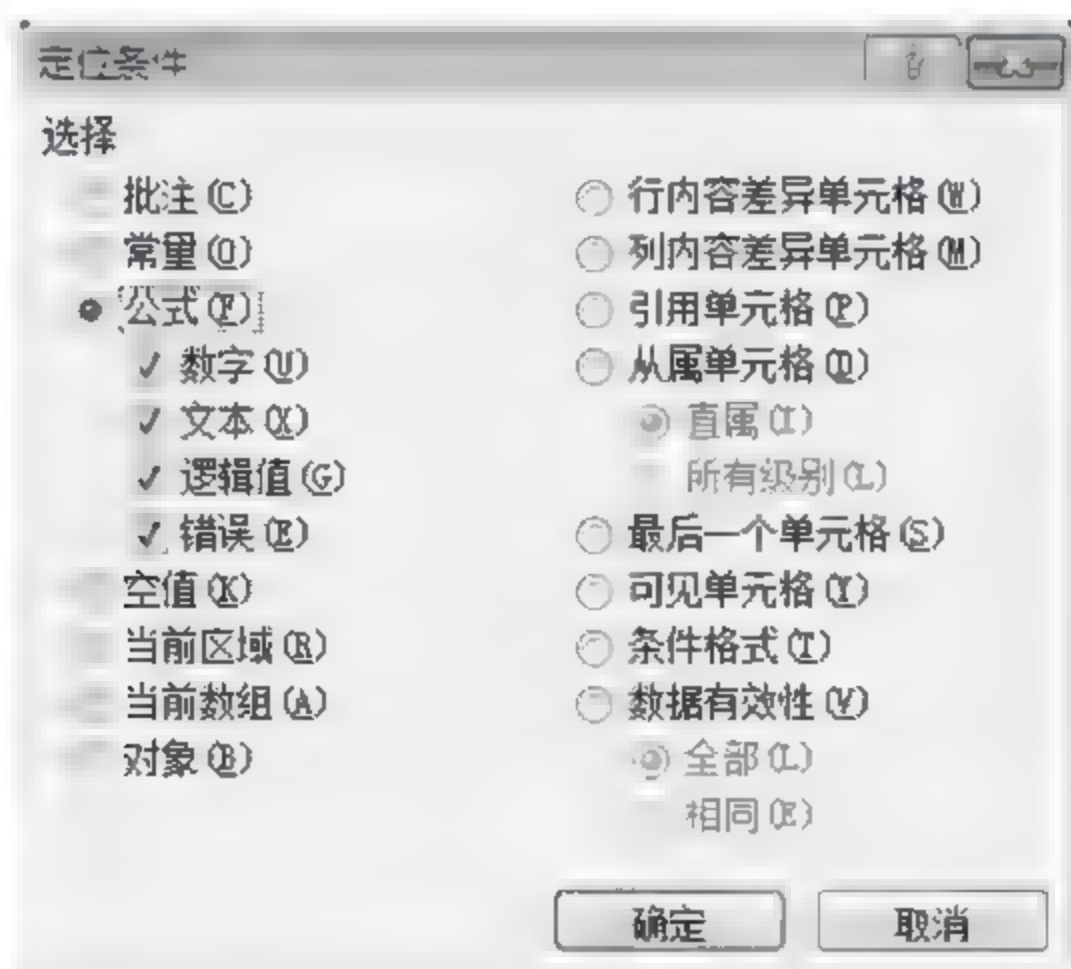 定位条件
选择
批注(C)
常量(O)
公式(F)
数字(U)
文本(X)
逻辑值(G)
错误(E)
空值(K)
当前区域(R)
当前数组(A)
对象(B)
行内容差异单元格(W)
列内容差异单元格(M)
引用单元格(P)
从属单元格(D)
直属(I)
所有级别(L)
最后一个单元格(S)
可见单元格(Y)
条件格式(T)
数据有效性(V)
全部(L)
相同(E)
确定
取消